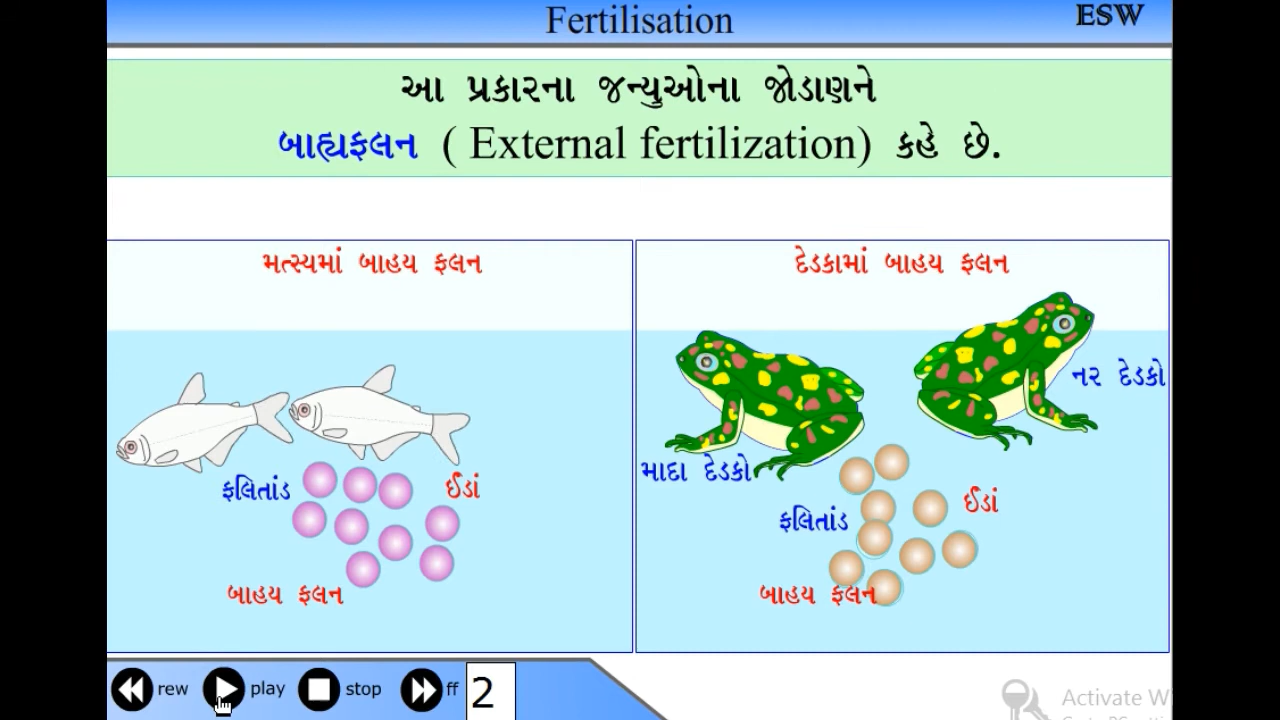 Fertilisation
ESW
આ પ્રકારના જન્યુઓના જોડાણને
બાહ્યફલન ( External fertilization) કહે છે.
મત્સ્યમાં બાહય ફલન
ફલિતાંડ
ઈંડાં
બાહય ફલન
દેડકામાં બાહય ફલન
નર દેડકો
માદા દેડકો
ફલિતાંડ
ઈંડાં
બાહય ફલન
rew play stop ff 2
Activate